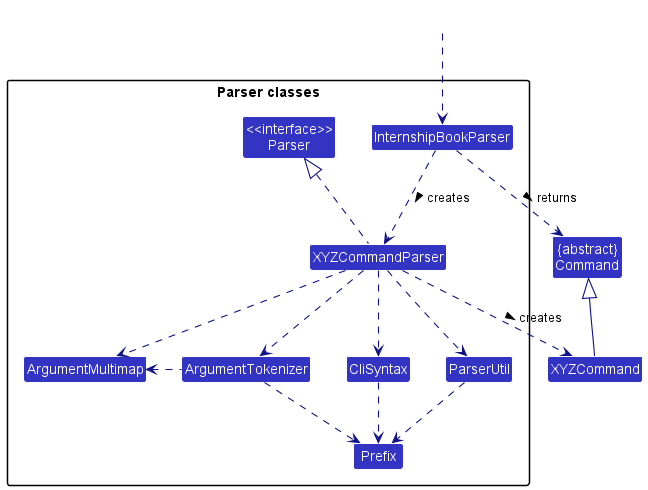 Parser classes
<<interface>>
Parser
InternshipBookParser
creates
returns
XYZCommandParser
{abstract}
Command
creates
ArgumentMultimap
ArgumentTokenizer
CliSyntax
ParserUtil
XYZCommand
Prefix